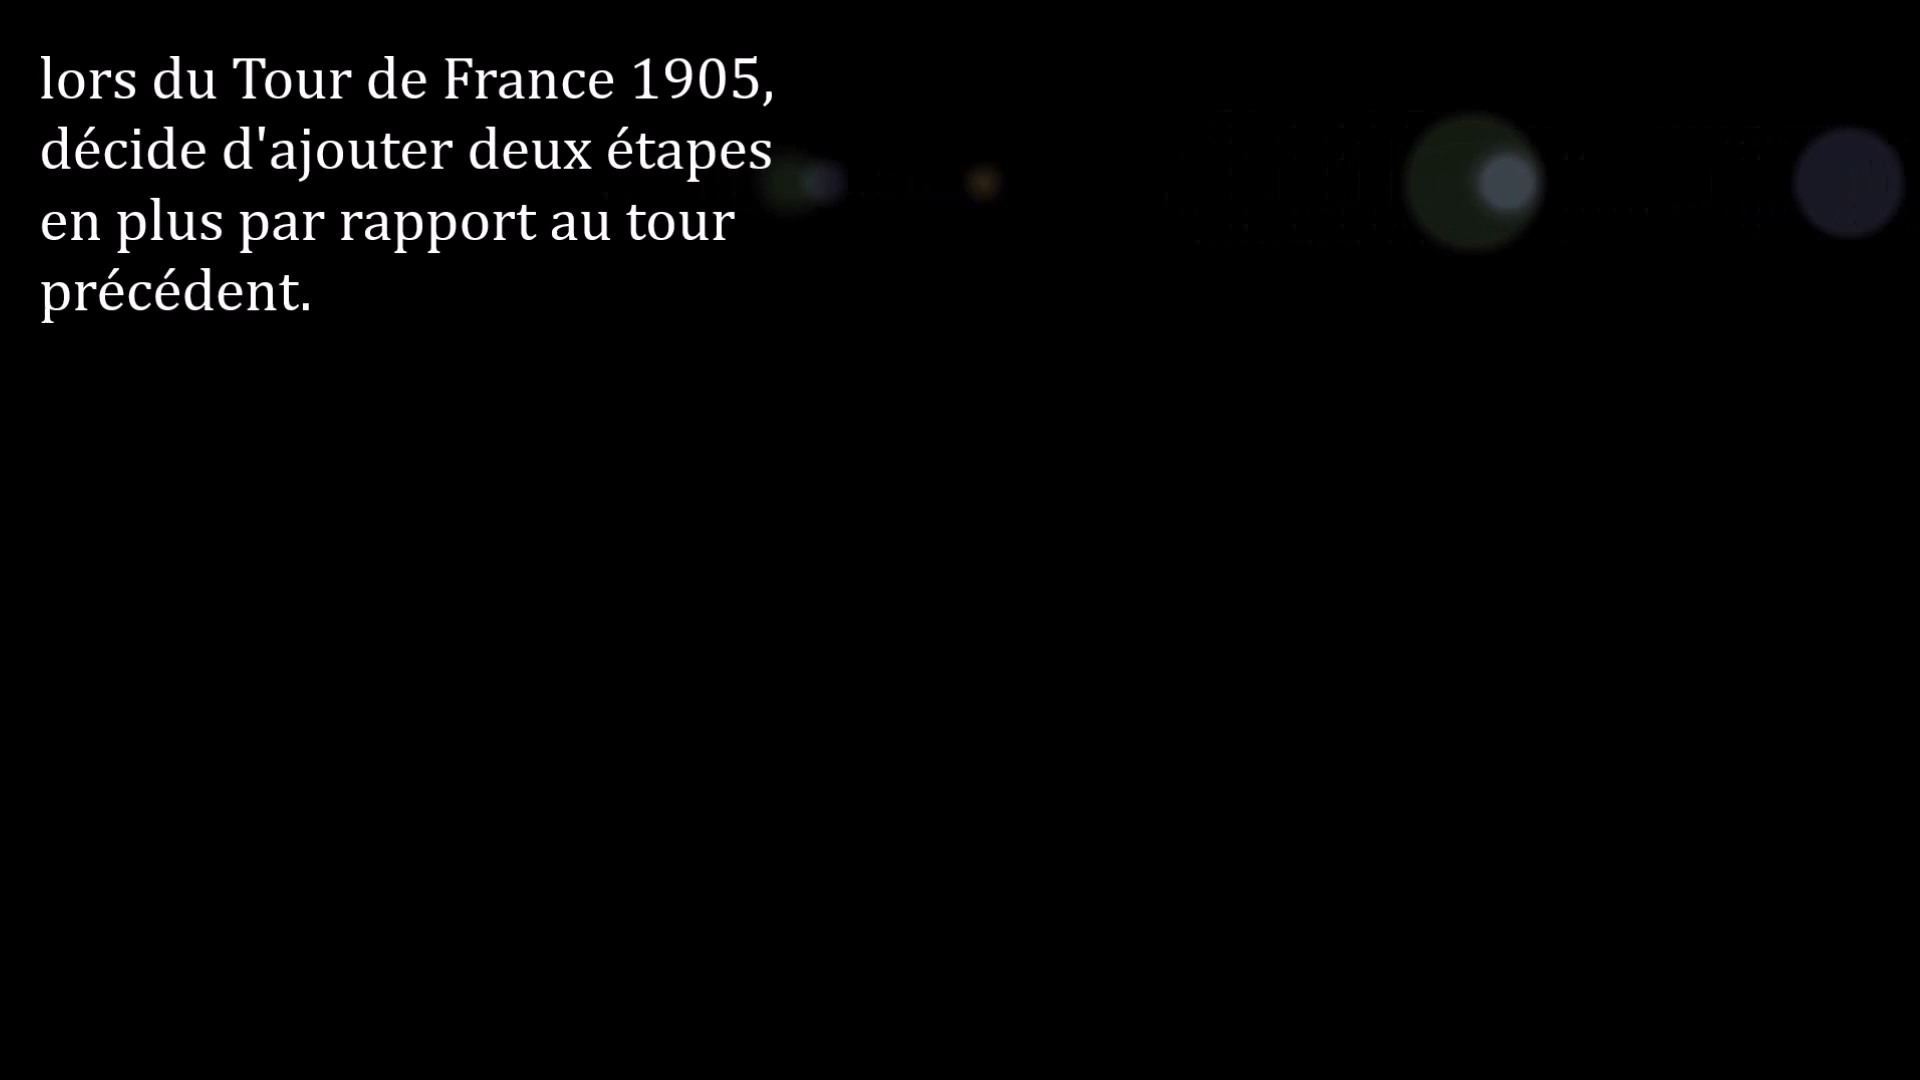 lors du Tour de France 1905,
décide d'ajouter deux étapes
en plus par rapport au tour
précédent.